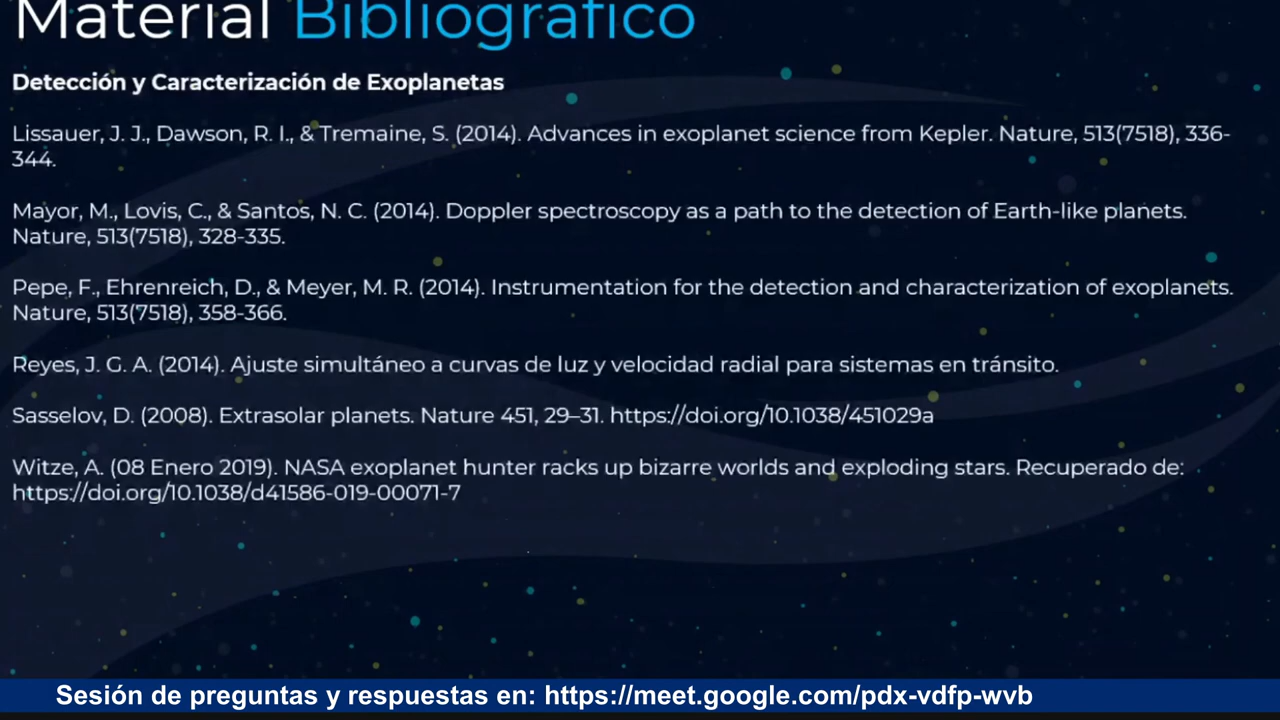 Material Bibliográfico
Detección y Caracterización de Exoplanetas
Lissauer, J. J., Dawson, R. I., & Tremaine, S. (2014). Advances in exoplanet science from Kepler. Nature, 513(7518), 336-
344.
Mayor, M., Lovis, C., & Santos, N. C. (2014). Doppler spectroscopy as a path to the detection of Earth-like planets.
Nature, 513(7518), 328-335.
Pepe, F., Ehrenreich, D., & Meyer, M. R. (2014). Instrumentation for the detection and characterization of exoplanets.
Nature, 513(7518), 358-366.
Reyes, J. G. A. (2014). Ajuste simultáneo a curvas de luz y velocidad radial para sistemas en tránsito.
Sasselov, D. (2008). Extrasolar planets. Nature 451, 29–31. https://doi.org/10.1038/451029a
Witze, A. (08 Enero 2019). NASA exoplanet hunter racks up bizarre worlds and exploding stars. Recuperado de:
https://doi.org/10.1038/d41586-019-00071-7
Sesión de preguntas y respuestas en: https://meet.google.com/pdx-vdfp-wvb